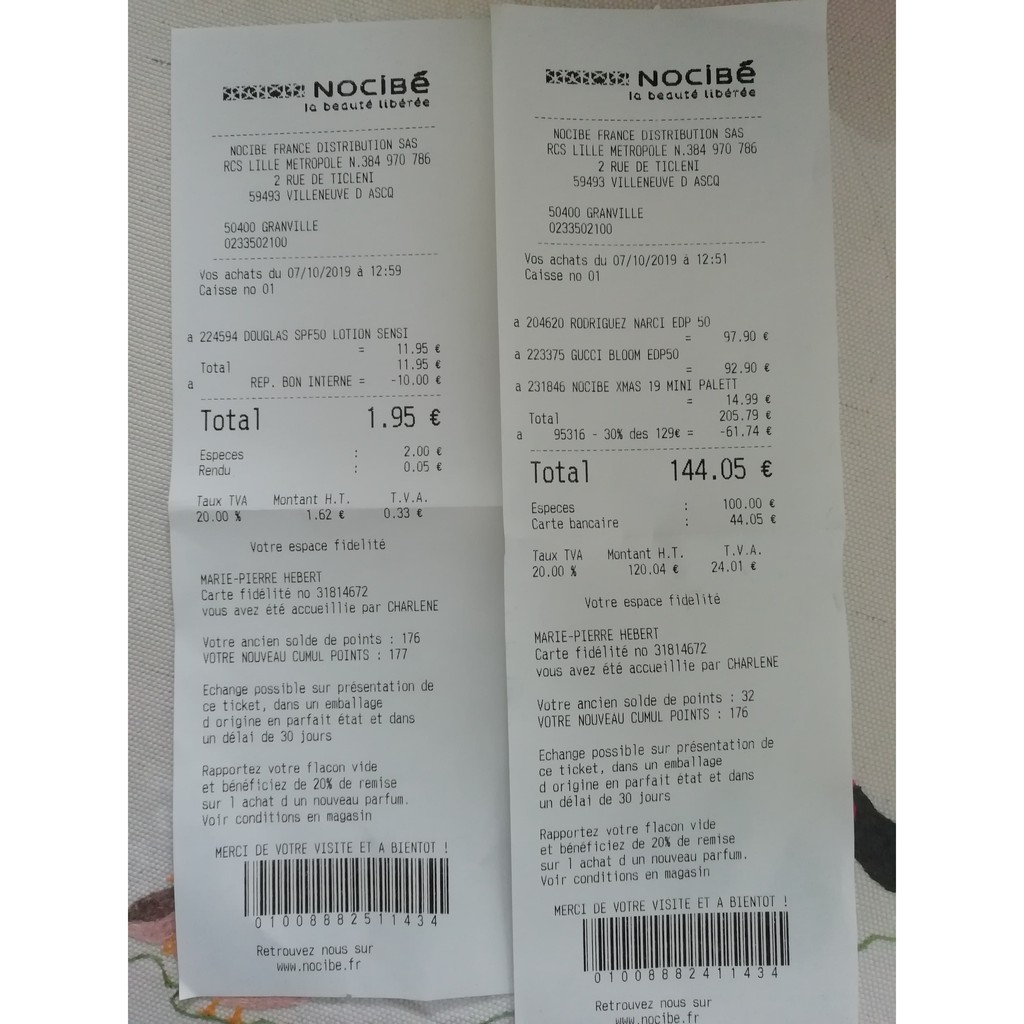 NOCIBÉ
la beauté libérée
NOCIBE FRANCE DISTRIBUTION SAS
RCS LILLE METROPOLE N.384 970 786
2 RUE DE TICLENI
59493 VILLENEUVE D ASCQ
50400 GRANVILLE
0233502100
Vos achats du 07/10/2019 à 12:59
Caisse no 01
a 224594 DOUGLAS SPF50 LOTION SENSI
= 11.95 €
Total 11.95 €
a REP. BON INTERNE = -10.00 €
Total 1.95 €
Especes : 2.00 €
Rendu : 0.05 €
Taux TVA Montant H.T. T.V.A.
20.00 % 1.62 € 0.33 €
Votre espace fidelité
MARIE-PIERRE HEBERT
Carte fidélité no 31814672
vous avez été accueillie par CHARLENE
Votre ancien solde de points : 176
VOTRE NOUVEAU CUMUL POINTS : 177
Echange possible sur présentation de
ce ticket, dans un emballage
d origine en parfait état et dans
un délai de 30 jours
Rapportez votre flacon vide
et bénéficiez de 20% de remise
sur 1 achat d un nouveau parfum.
Voir conditions en magasin
MERCI DE VOTRE VISITE ET A BIENTOT !
01008882511434
Retrouvez nous sur
www.nocibe.fr
NOCIBÉ
la beauté libérée
NOCIBE FRANCE DISTRIBUTION SAS
RCS LILLE METROPOLE N.384 970 786
2 RUE DE TICLENI
59493 VILLENEUVE D ASCQ
50400 GRANVILLE
0233502100
Vos achats du 07/10/2019 à 12:51
Caisse no 01
a 204620 RODRIGUEZ NARCI EDP 50
= 97.90 €
a 223375 GUCCI BLOOM EDP50
= 92.90 €
a 231846 NOCIBE XMAS 19 MINI PALETT
= 14.99 €
Total 205.79 €
a 95316 - 30% des 129€ = -61.74 €
Total 144.05 €
Especes : 100.00 €
Carte bancaire : 44.05 €
Taux TVA Montant H.T. T.V.A.
20.00 % 120.04 € 24.01 €
Votre espace fidelité
MARIE-PIERRE HEBERT
Carte fidélité no 31814672
vous avez été accueillie par CHARLENE
Votre ancien solde de points : 32
VOTRE NOUVEAU CUMUL POINTS : 176
Echange possible sur présentation de
ce ticket, dans un emballage
d origine en parfait état et dans
un délai de 30 jours
Rapportez votre flacon vide
et bénéficiez de 20% de remise
sur 1 achat d un nouveau parfum.
Voir conditions en magasin
MERCI DE VOTRE VISITE ET A BIENTOT !
01008882411434
Retrouvez nous sur
www.nocibe.fr